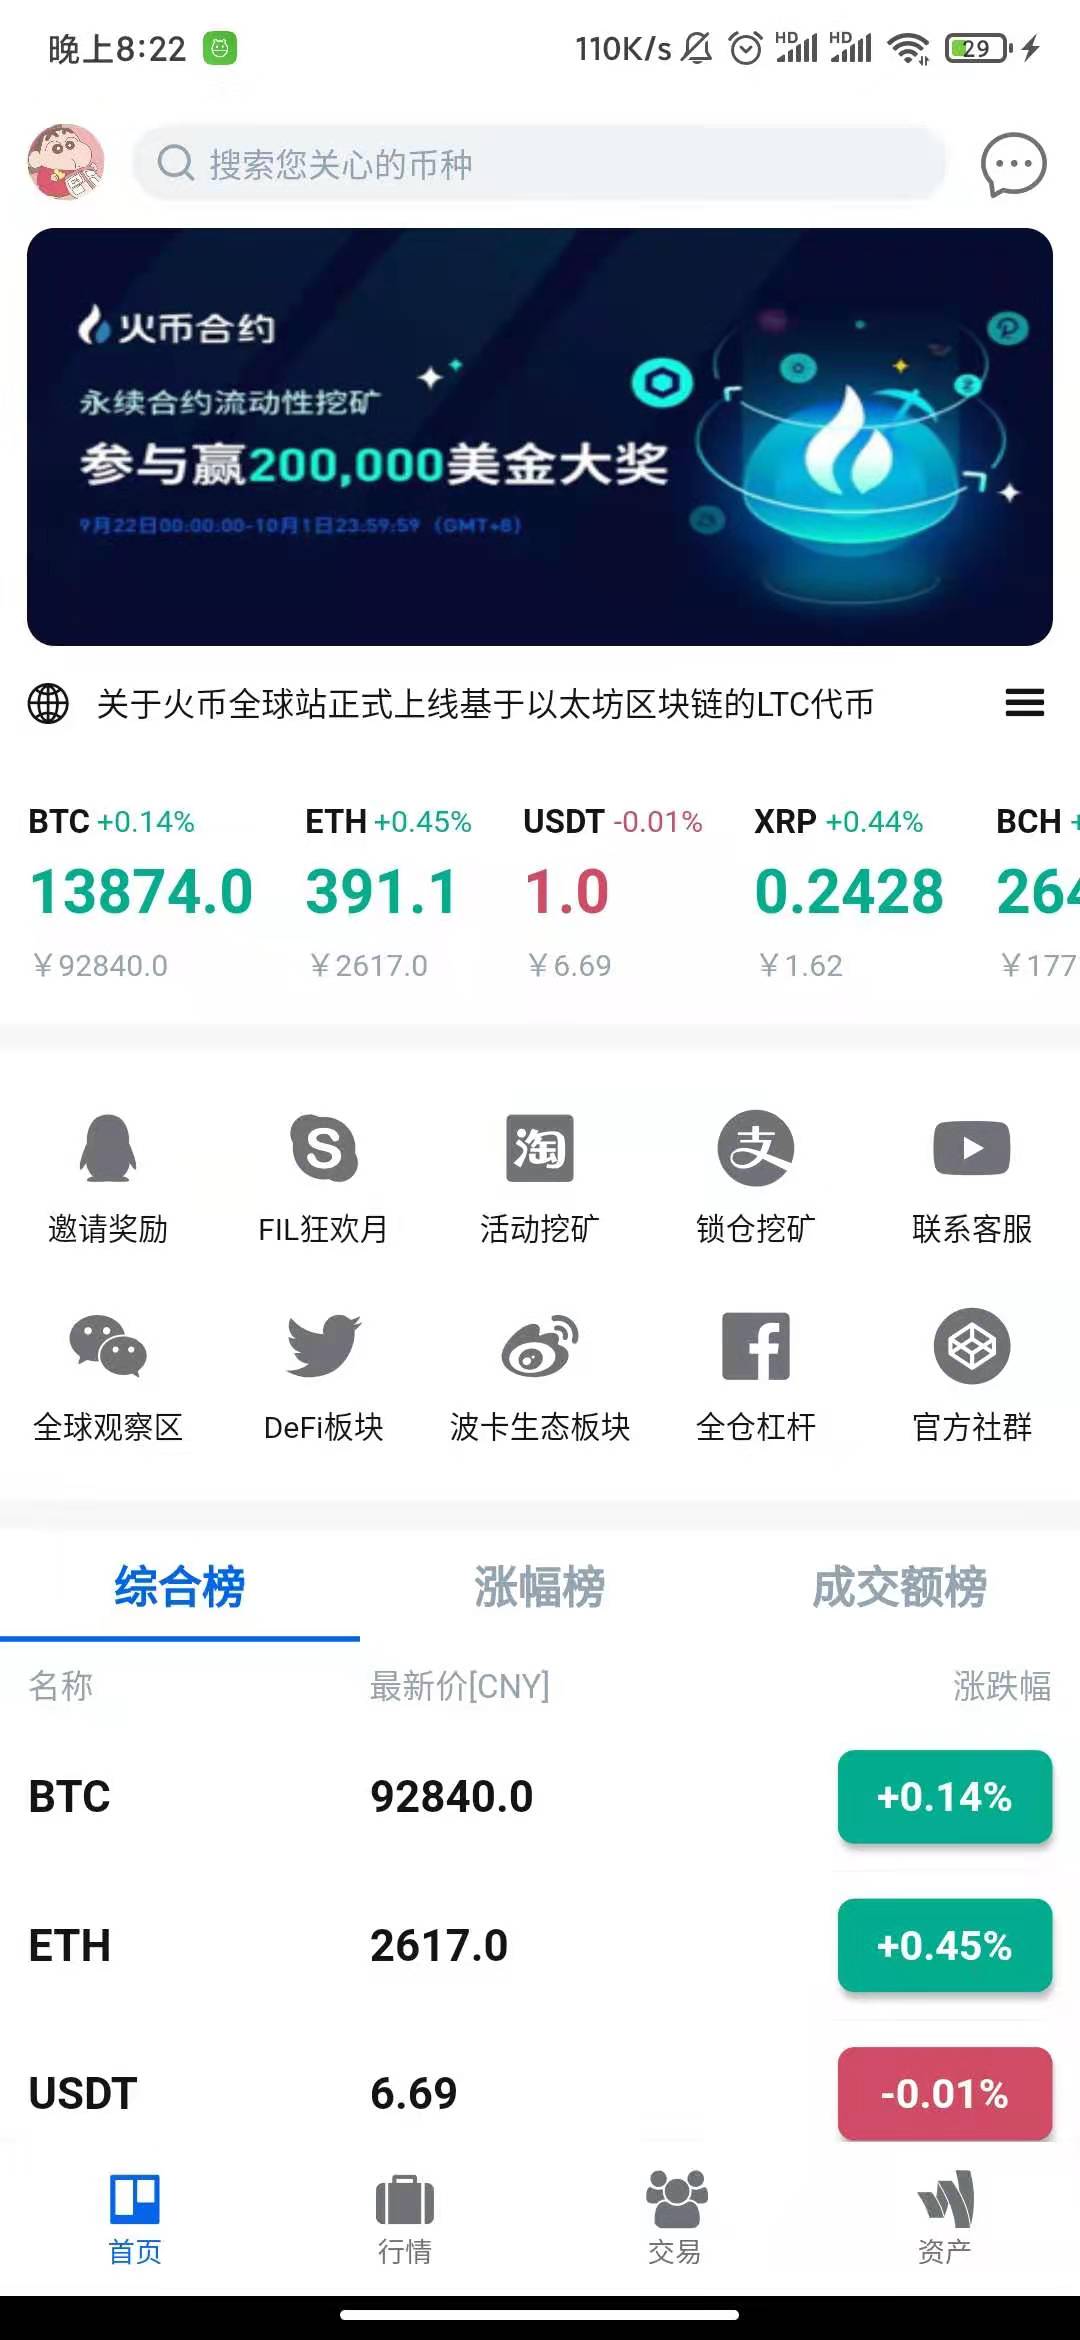 晚上8:22
110K/s
HD
HD
29
搜索您关心的币种
火币合约
永续合约流动性挖矿
参与赢200,000美金大奖
9月22日00:00:00-10月1日23:59:59（GMT+8）
关于火币全球站正式上线基于以太坊区块链的LTC代币
BTC +0.14% ETH +0.45% USDT -0.01% XRP +0.44% BCH +
13874.0 391.1 1.0 0.2428 264
￥92840.0 ￥2617.0 ￥6.69 ￥1.62 ￥177
S 淘 支
邀请奖励 FIL狂欢月 活动挖矿 锁仓挖矿 联系客服
全球观察区 DeFi板块 波卡生态板块 全仓杠杆 官方社群
综合榜 涨幅榜 成交额榜
名称 最新价[CNY] 涨跌幅
BTC 92840.0 +0.14%
ETH 2617.0 +0.45%
USDT 6.69 -0.01%
首页 行情 交易 资产